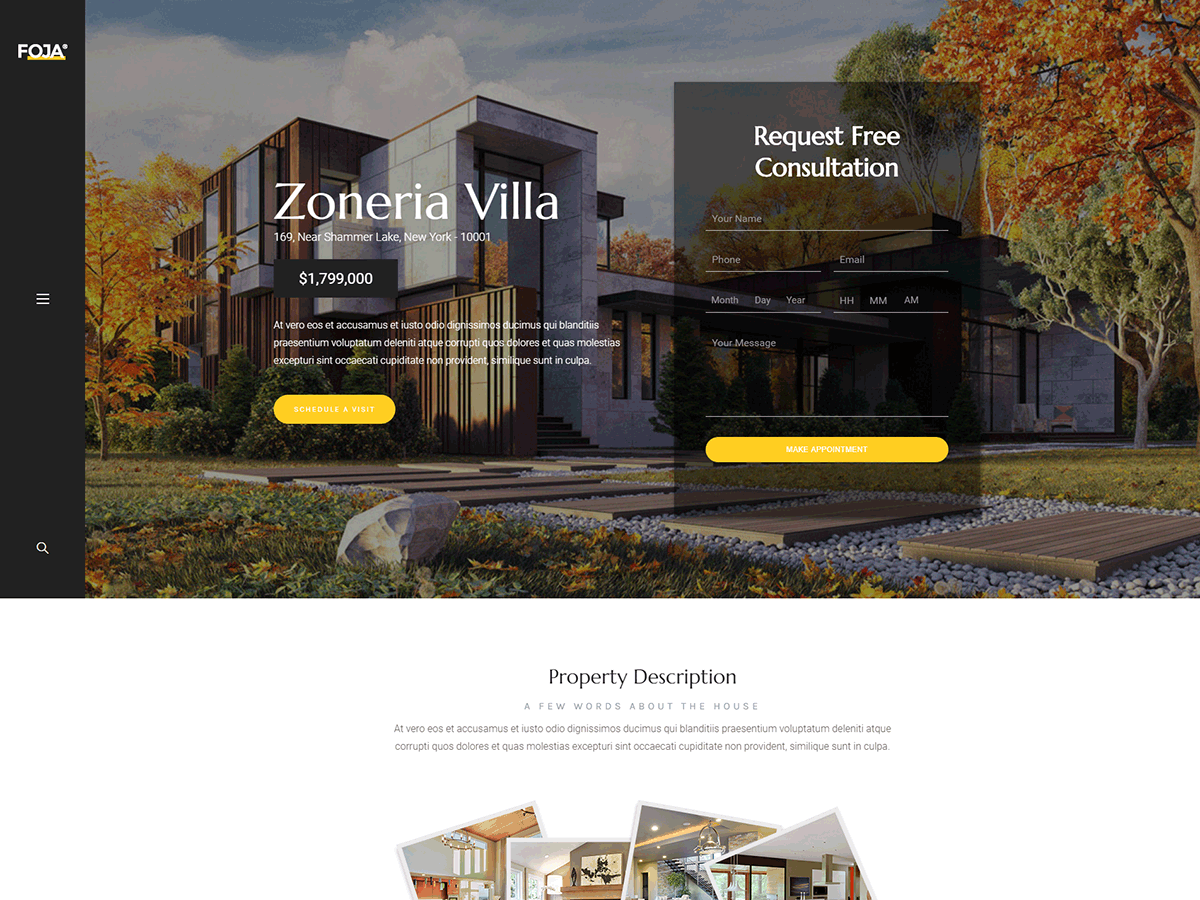 FOJA®
Zoneria Villa
169, Near Shammer Lake, New York - 10001
$1,799,000
At vero eos et accusamus et iusto odio dignissimos ducimus qui blanditiis
praesentium voluptatum deleniti atque corrupti quos dolores et quas molestias
excepturi sint occaecati cupiditate non provident, similique sunt in culpa.
SCHEDULE A VISIT
Request Free
Consultation
Your Name
Phone Email
Month Day Year HH MM AM
Your Message
MAKE APPOINTMENT
Property Description
A FEW WORDS ABOUT THE HOUSE
At vero eos et accusamus et iusto odio dignissimos ducimus qui blanditiis praesentium voluptatum deleniti atque
corrupti quos dolores et quas molestias excepturi sint occaecati cupiditate non provident, similique sunt in culpa.